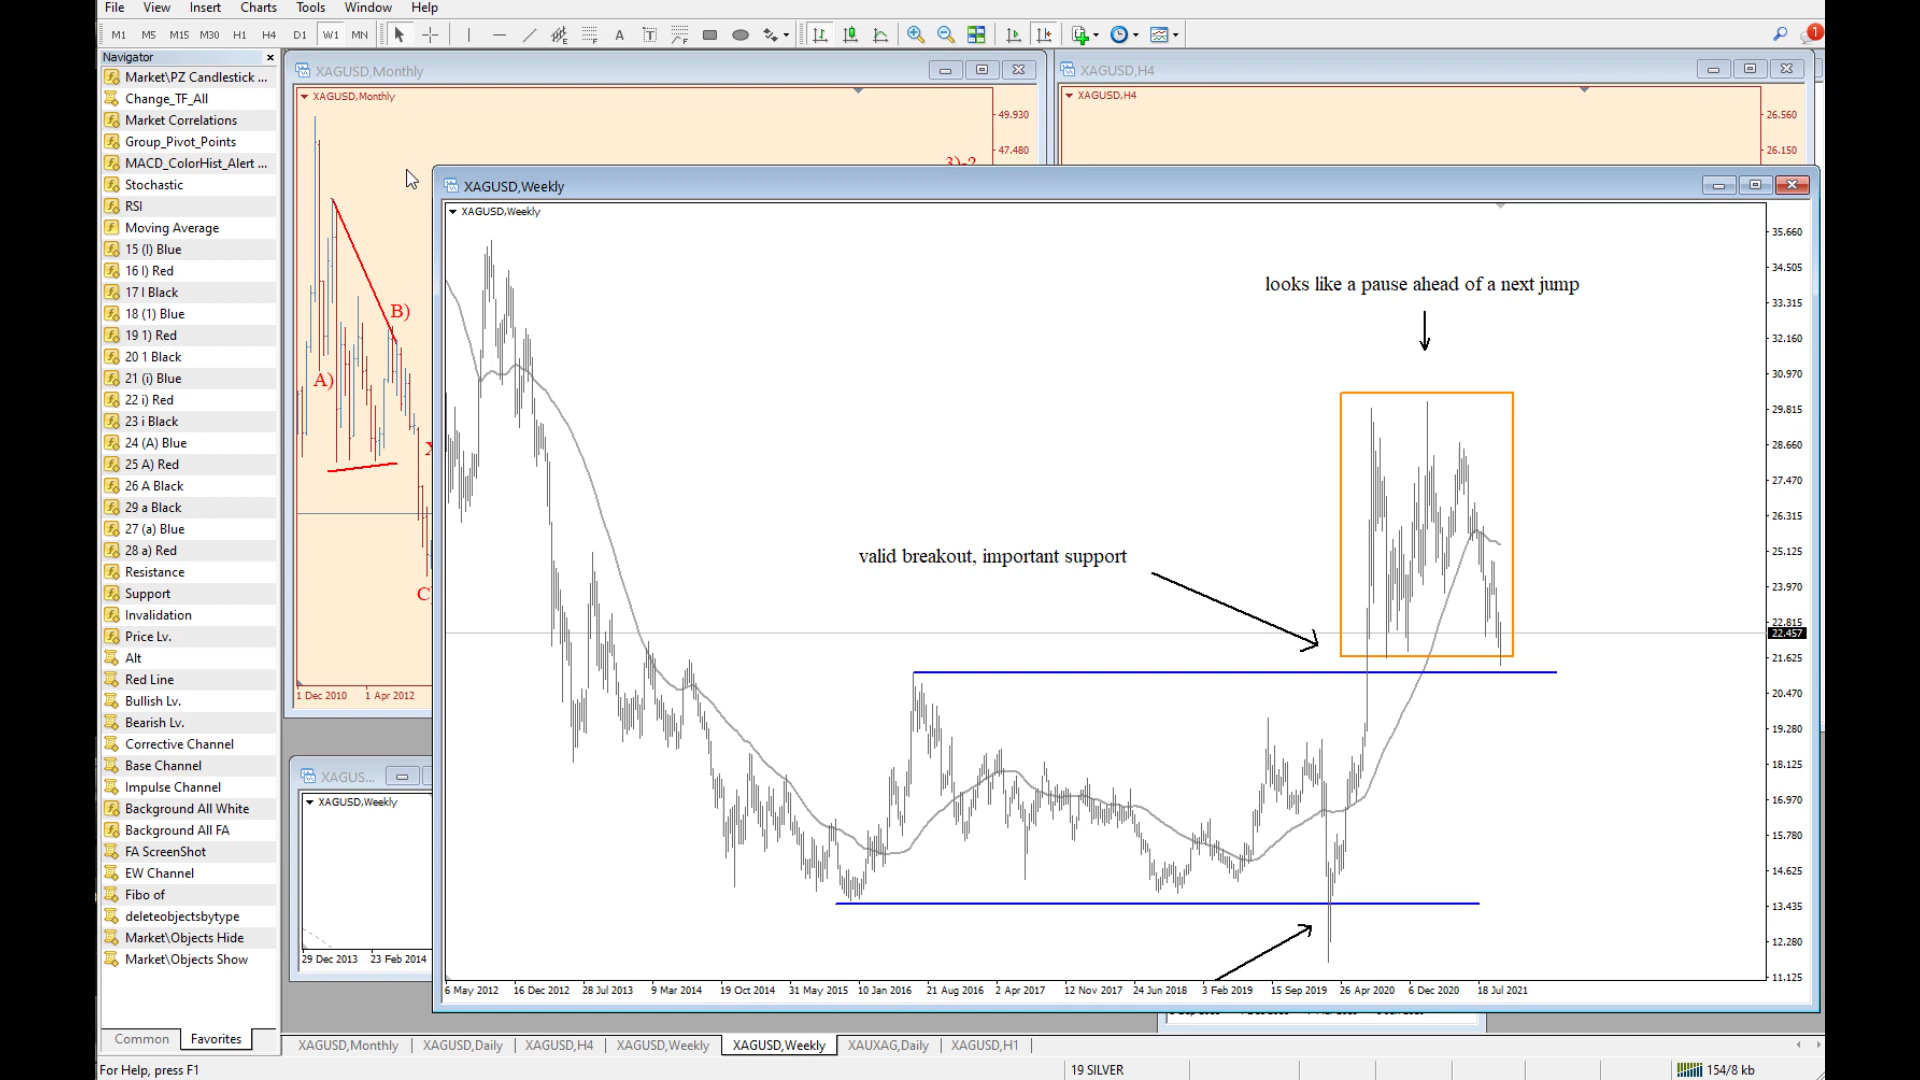 File View Insert Charts Tools Window Help
M1 M5 M15 M30 H1 H4 D1 W1 MN A T 1
Navigator
Market\PZ Candlestick ...
Change_TF_All
Market Correlations
Group_Pivot_Points
MACD_ColorHist_Alert ...
Stochastic
RSI
Moving Average
15 (I) Blue
16 I) Red
17 I Black
18 (1) Blue
19 1) Red
20 1 Black
21 (i) Blue
22 i) Red
23 i Black
24 (A) Blue
25 A) Red
26 A Black
29 a Black
27 (a) Blue
28 a) Red
Resistance
Support
Invalidation
Price Lv.
Alt
Red Line
Bullish Lv.
Bearish Lv.
Corrective Channel
Base Channel
Impulse Channel
Background All White
Background All FA
FA ScreenShot
EW Channel
Fibo of
deleteobjectsbytype
Market\Objects Hide
Market\Objects Show
Common Favorites
XAGUSD,Monthly
XAGUSD,Monthly
49.930
47.480
3)-2
A)
B)
C)
1 Dec 2010 1 Apr 2012
XAGUSD,H4
XAGUSD,H4
26.560
26.150
XAGUS...
XAGUSD,Weekly
29 Dec 2013 23 Feb 2014
XAGUSD,Weekly
XAGUSD,Weekly
looks like a pause ahead of a next jump
valid breakout, important support
35.660
34.505
33.315
32.160
30.970
29.815
28.660
27.470
26.315
25.125
23.970
22.815
22.457
21.625
20.470
19.280
18.125
16.970
15.780
14.625
13.435
12.280
11.125
6 May 2012 16 Dec 2012 28 Jul 2013 9 Mar 2014 19 Oct 2014 31 May 2015 10 Jan 2016 21 Aug 2016 2 Apr 2017 12 Nov 2017 24 Jun 2018 3 Feb 2019 15 Sep 2019 26 Apr 2020 6 Dec 2020 18 Jul 2021
XAGUSD,Monthly XAGUSD,Daily XAGUSD,H4 XAGUSD,Weekly XAGUSD,Weekly XAUXAG,Daily XAGUSD,H1
For Help, press F1 19 SILVER 154/8 kb